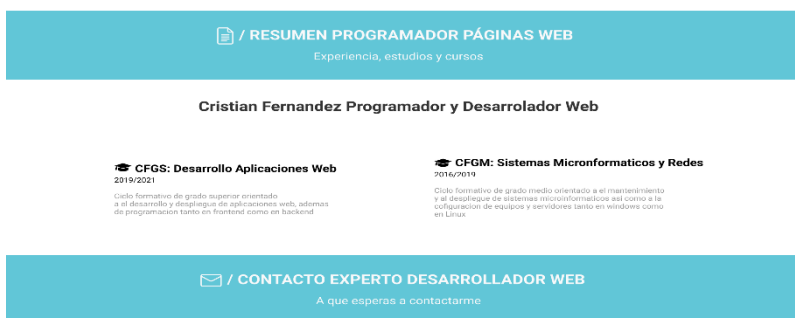 / RESUMEN PROGRAMADOR PÁGINAS WEB
Experiencia, estudios y cursos
Cristian Fernandez Programador y Desarrolador Web
CFGS: Desarrollo Aplicaciones Web
2019/2021
Ciclo formativo de grado superior orientado
a el desarrollo y despliegue de aplicaciones web, ademas
de programacion tanto en frontend como en backend
CFGM: Sistemas Micronformaticos y Redes
2016/2019
Ciclo formativo de grado medio orientado a el mantenimiento
y al despliegue de sistemas microinformaticos asi como a la
cofiguracion de equipos y servidores tanto en windows como
en Linux
/ CONTACTO EXPERTO DESARROLLADOR WEB
A que esperas a contactarme